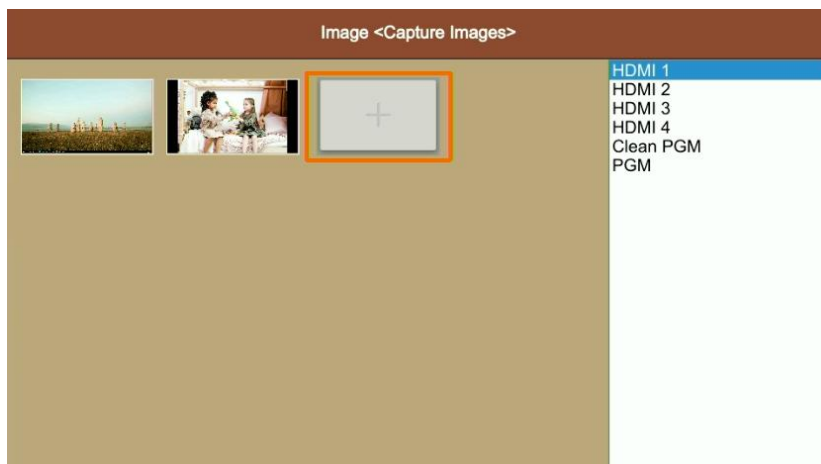 Image <Capture Images>
HDMI 1
HDMI 2
HDMI 3
HDMI 4
Clean PGM
PGM